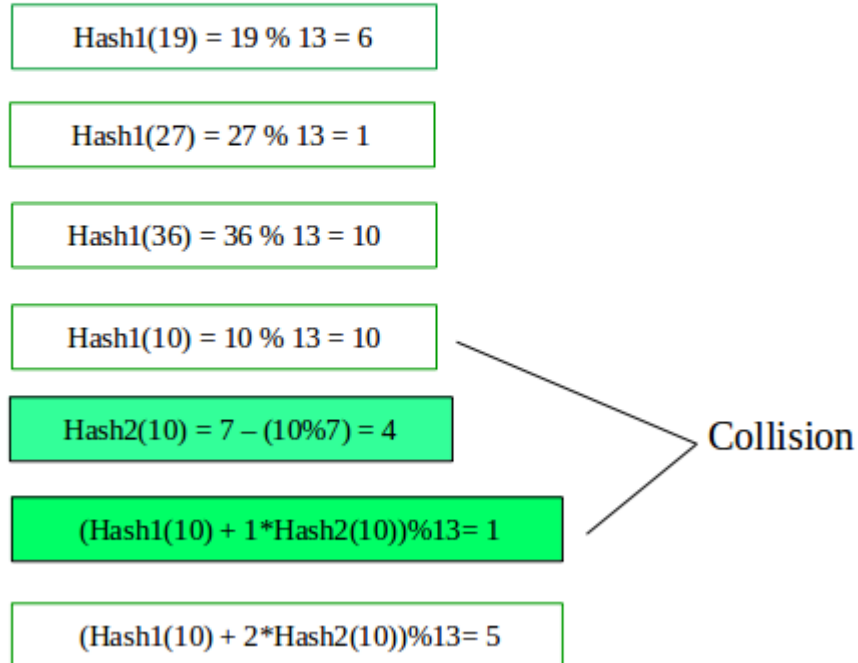 Hash1(19) = 19 % 13 = 6
Hash1(27) = 27 % 13 = 1
Hash1(36) = 36 % 13 = 10
Hash1(10) = 10 % 13 = 10
Hash2(10) = 7 – (10%7) = 4
Collision
(Hash1(10) + 1*Hash2(10))%13= 1
(Hash1(10) + 2*Hash2(10))%13= 5